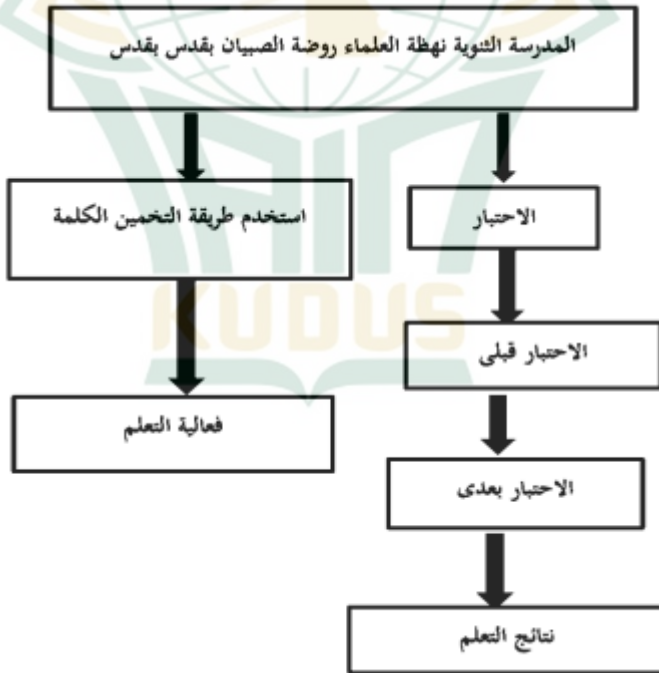 المدرسة الثنوية نهظة العلماء روضة الصبيان بقدس بقدس
استخدم طريقة التخمين الكلمة
الاحتبار
الاحتبار قبلى
فعالية التعلم
الاحتبار بعدى
نتائج التعلم
KUDUS